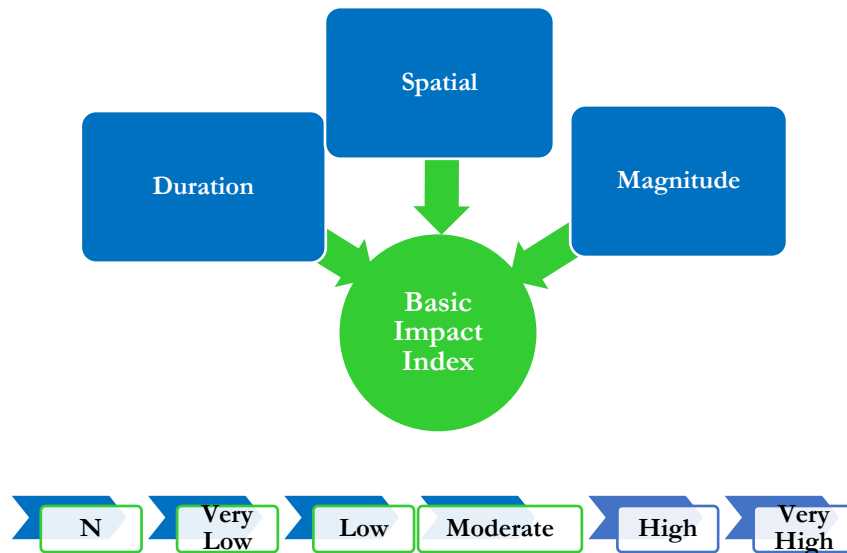 Spatial
Duration
Magnitude
Basic
Impact
Index
N
Very
Low
Low
Moderate
High
Very
High